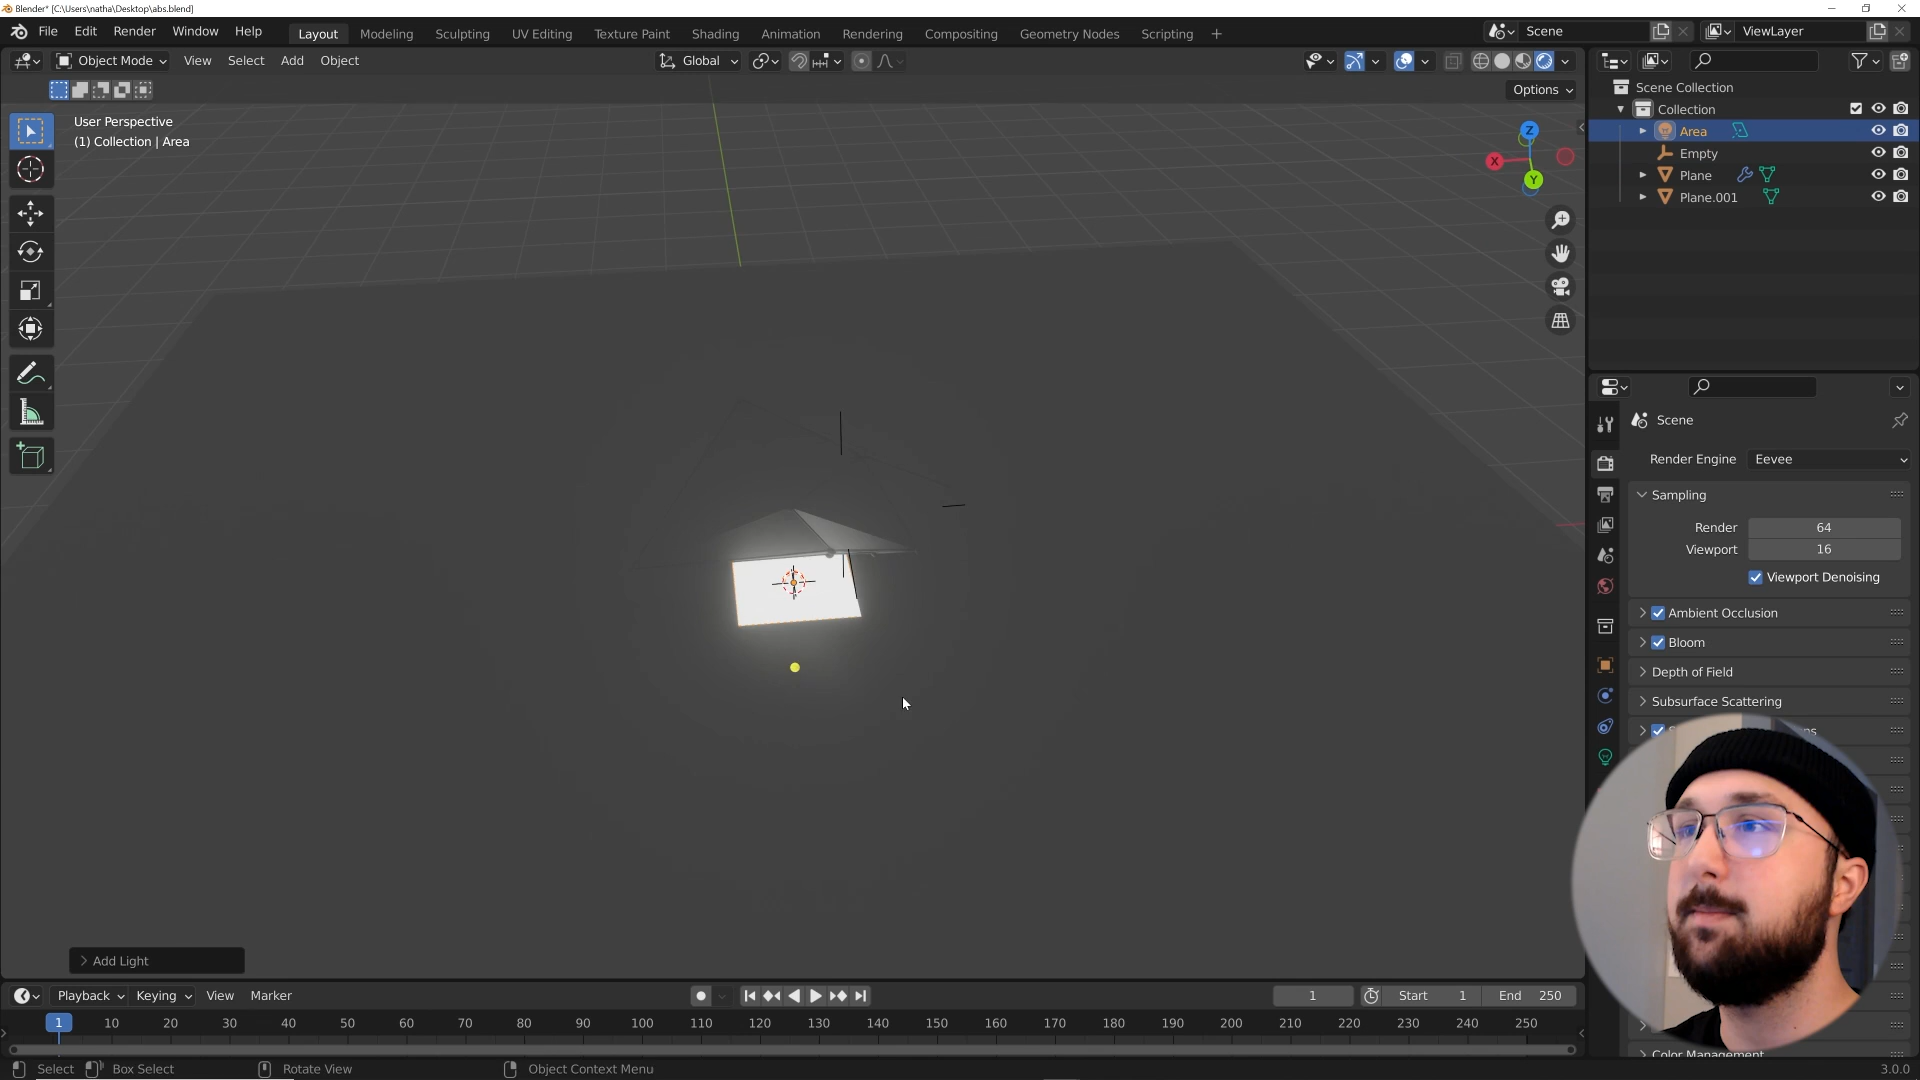 Blender* [C:\Users\natha\Desktop\abs.blend]
File Edit Render Window Help
Layout Modeling Sculpting UV Editing Texture Paint Shading Animation Rendering Compositing Geometry Nodes Scripting +
Scene
ViewLayer
Object Mode View Select Add Object
Global
Options
User Perspective
(1) Collection | Area
Z
X
Y
Scene Collection
Collection
Area
Empty
Plane
Plane.001
Scene
Render Engine Eevee
Sampling
Render 64
Viewport 16
Viewport Denoising
Ambient Occlusion
Bloom
Depth of Field
Subsurface Scattering
Color Management
Add Light
Playback Keying View Marker
1
Start 1
End 250
1 10 20 30 40 50 60 70 80 90 100 110 120 130 140 150 160 170 180 190 200 210 220 230 240 250
Select Box Select Rotate View Object Context Menu
3.0.0